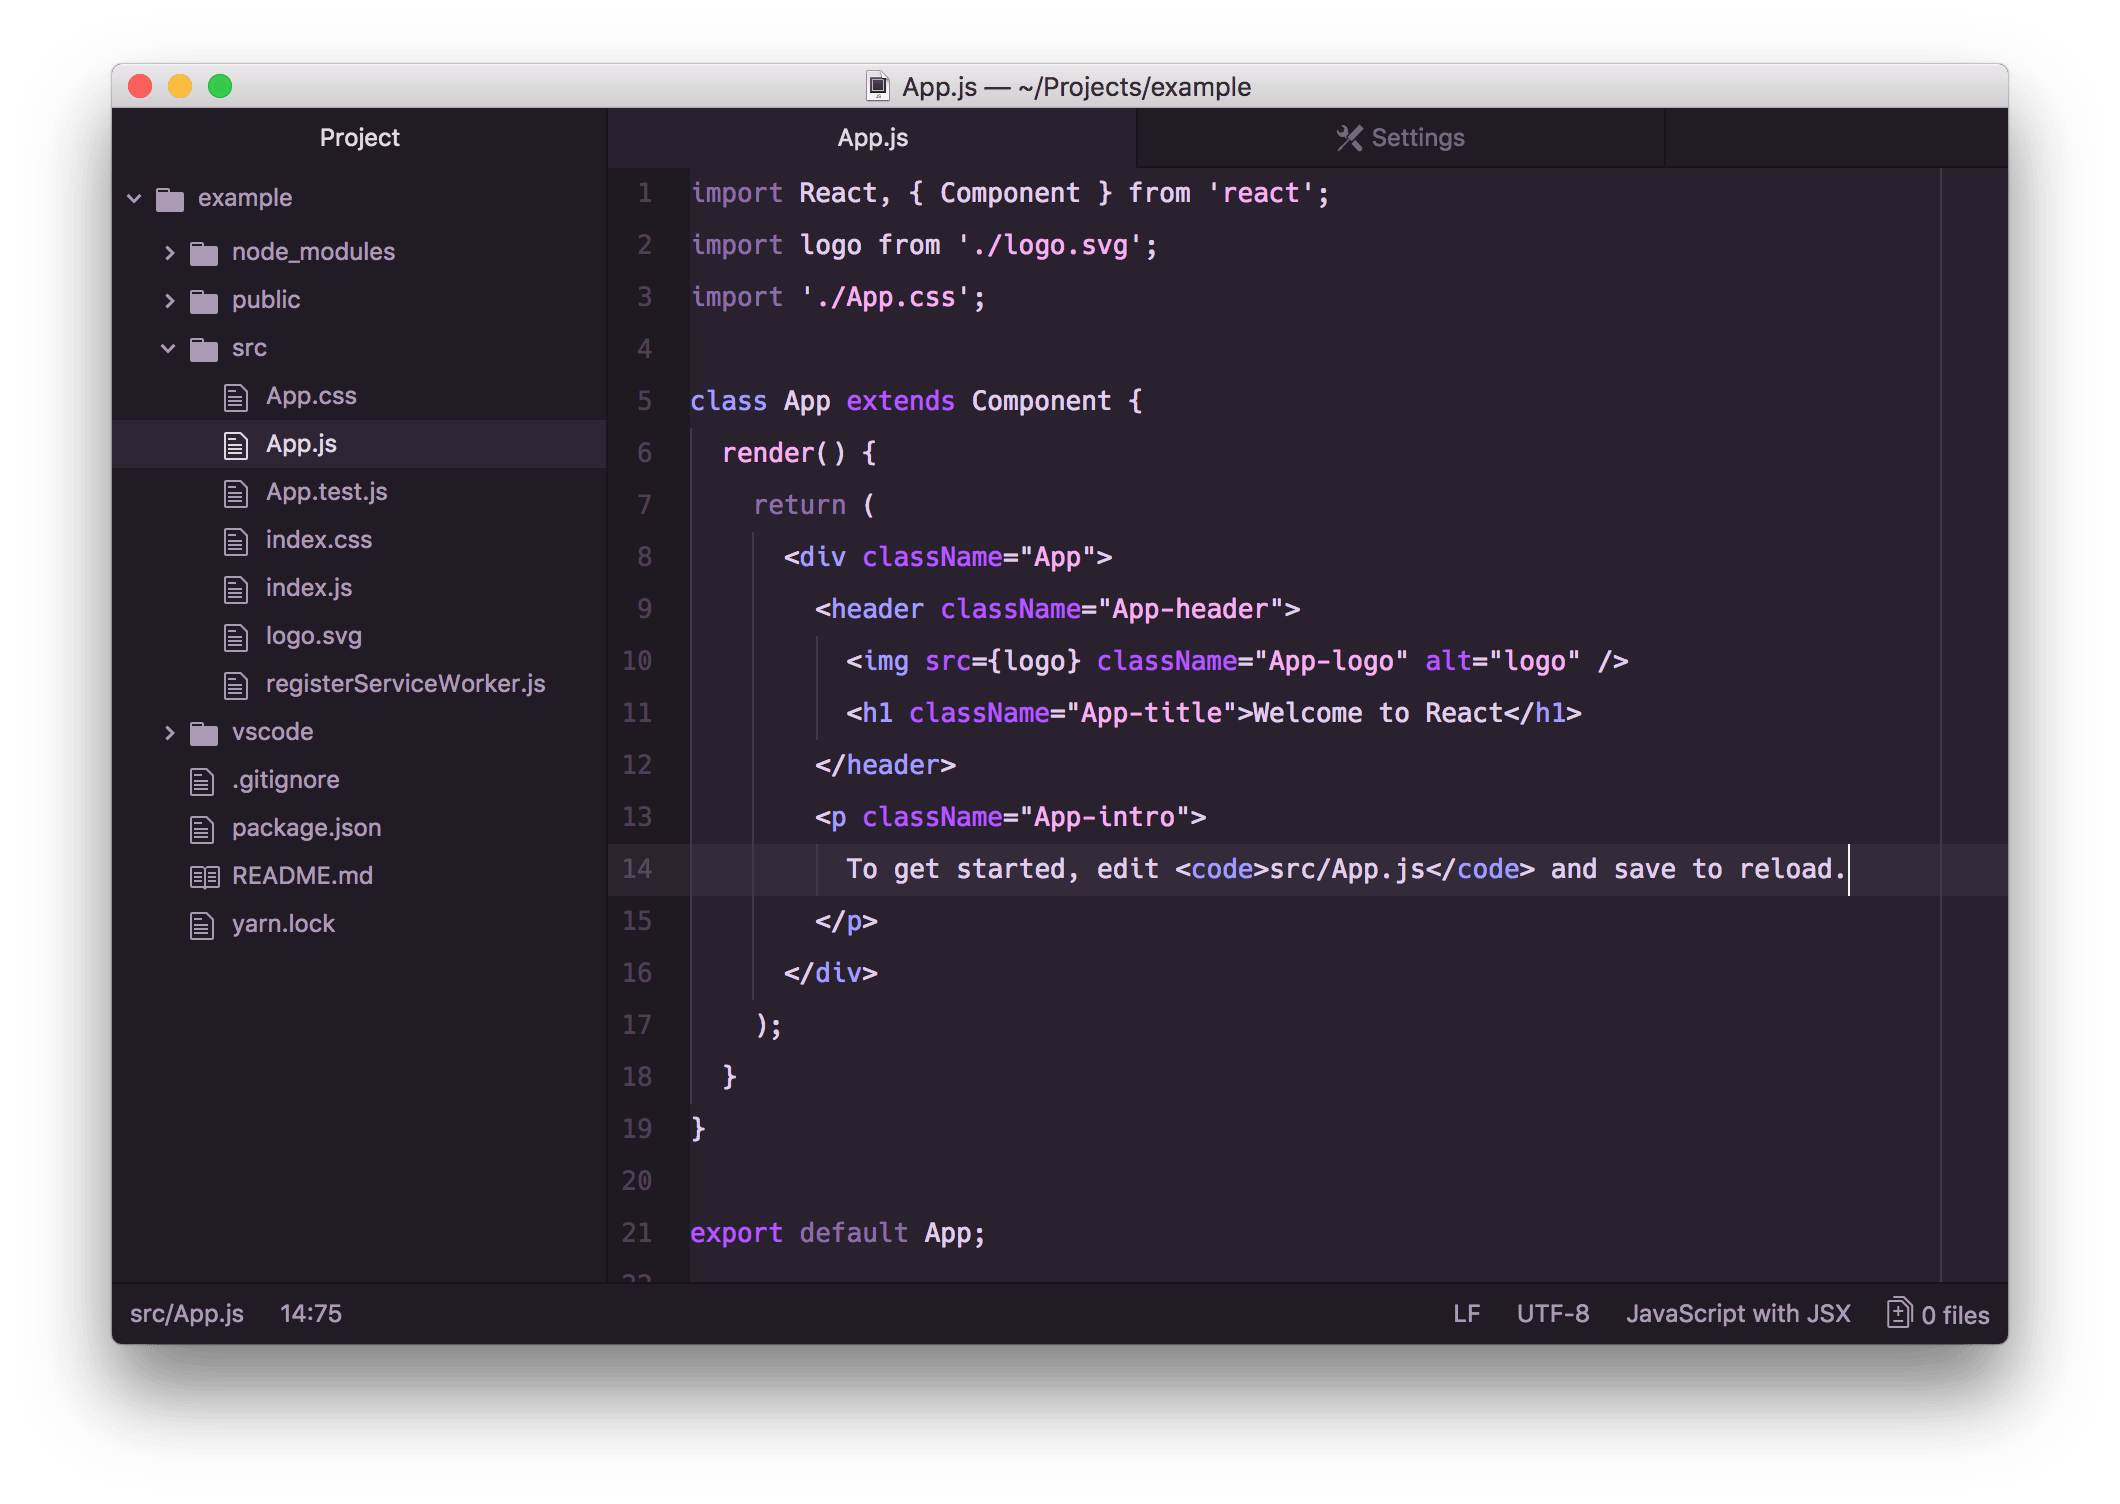 App.js — ~/Projects/example
Project
example
node_modules
public
src
App.css
App.js
App.test.js
index.css
index.js
logo.svg
registerServiceWorker.js
vscode
.gitignore
package.json
README.md
yarn.lock
App.js
Settings
1 import React, { Component } from 'react';
2 import logo from './logo.svg';
3 import './App.css';
4
5 class App extends Component {
6   render() {
7     return (
8       <div className="App">
9         <header className="App-header">
10           <img src={logo} className="App-logo" alt="logo" />
11           <h1 className="App-title">Welcome to React</h1>
12         </header>
13         <p className="App-intro">
14           To get started, edit <code>src/App.js</code> and save to reload.
15         </p>
16       </div>
17     );
18   }
19 }
20
21 export default App;
src/App.js 14:75 LF UTF-8 JavaScript with JSX 0 files